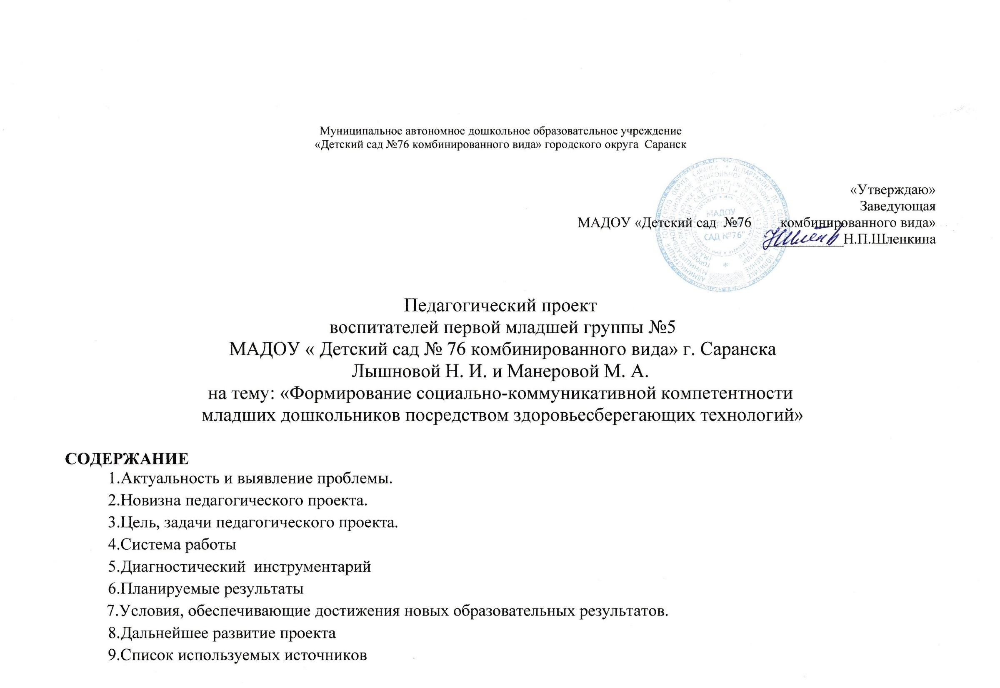 Муниципальное автономное дошкольное образовательное учреждение
«Детский сад №76 комбинированного вида» городского округа Саранск
«Утверждаю»
Заведующая
МАДОУ «Детский сад №76 комбинированного вида»
Н.П.Шленкина
МАДОУ
САД №76"
Педагогический проект
воспитателей первой младшей группы №5
МАДОУ « Детский сад № 76 комбинированного вида» г. Саранска
Лышновой Н. И. и Манеровой М. А.
на тему: «Формирование социально-коммуникативной компетентности
младших дошкольников посредством здоровьесберегающих технологий»
СОДЕРЖАНИЕ
1.Актуальность и выявление проблемы.
2.Новизна педагогического проекта.
3.Цель, задачи педагогического проекта.
4.Система работы
5.Диагностический инструментарий
6.Планируемые результаты
7.Условия, обеспечивающие достижения новых образовательных результатов.
8.Дальнейшее развитие проекта
9.Список используемых источников